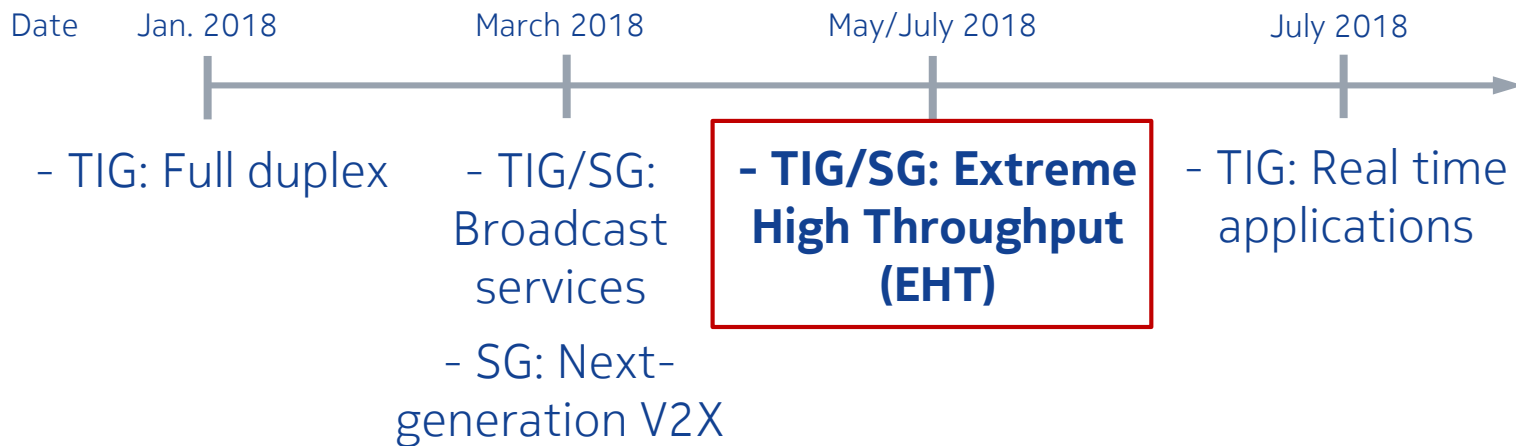 Date Jan. 2018 March 2018 May/July 2018 July 2018
- TIG: Full duplex
- TIG/SG:
Broadcast
services
- SG: Next-
generation V2X
- TIG/SG: Extreme
High Throughput
(EHT)
- TIG: Real time
applications